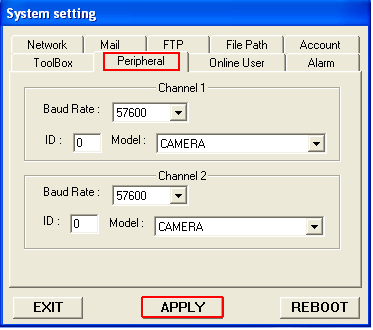 System setting
Network Mail FTP File Path Account
ToolBox Peripheral Online User Alarm
Channel 1
Baud Rate : 57600
ID : 0 Model : CAMERA
Channel 2
Baud Rate : 57600
ID : 0 Model : CAMERA
EXIT APPLY REBOOT